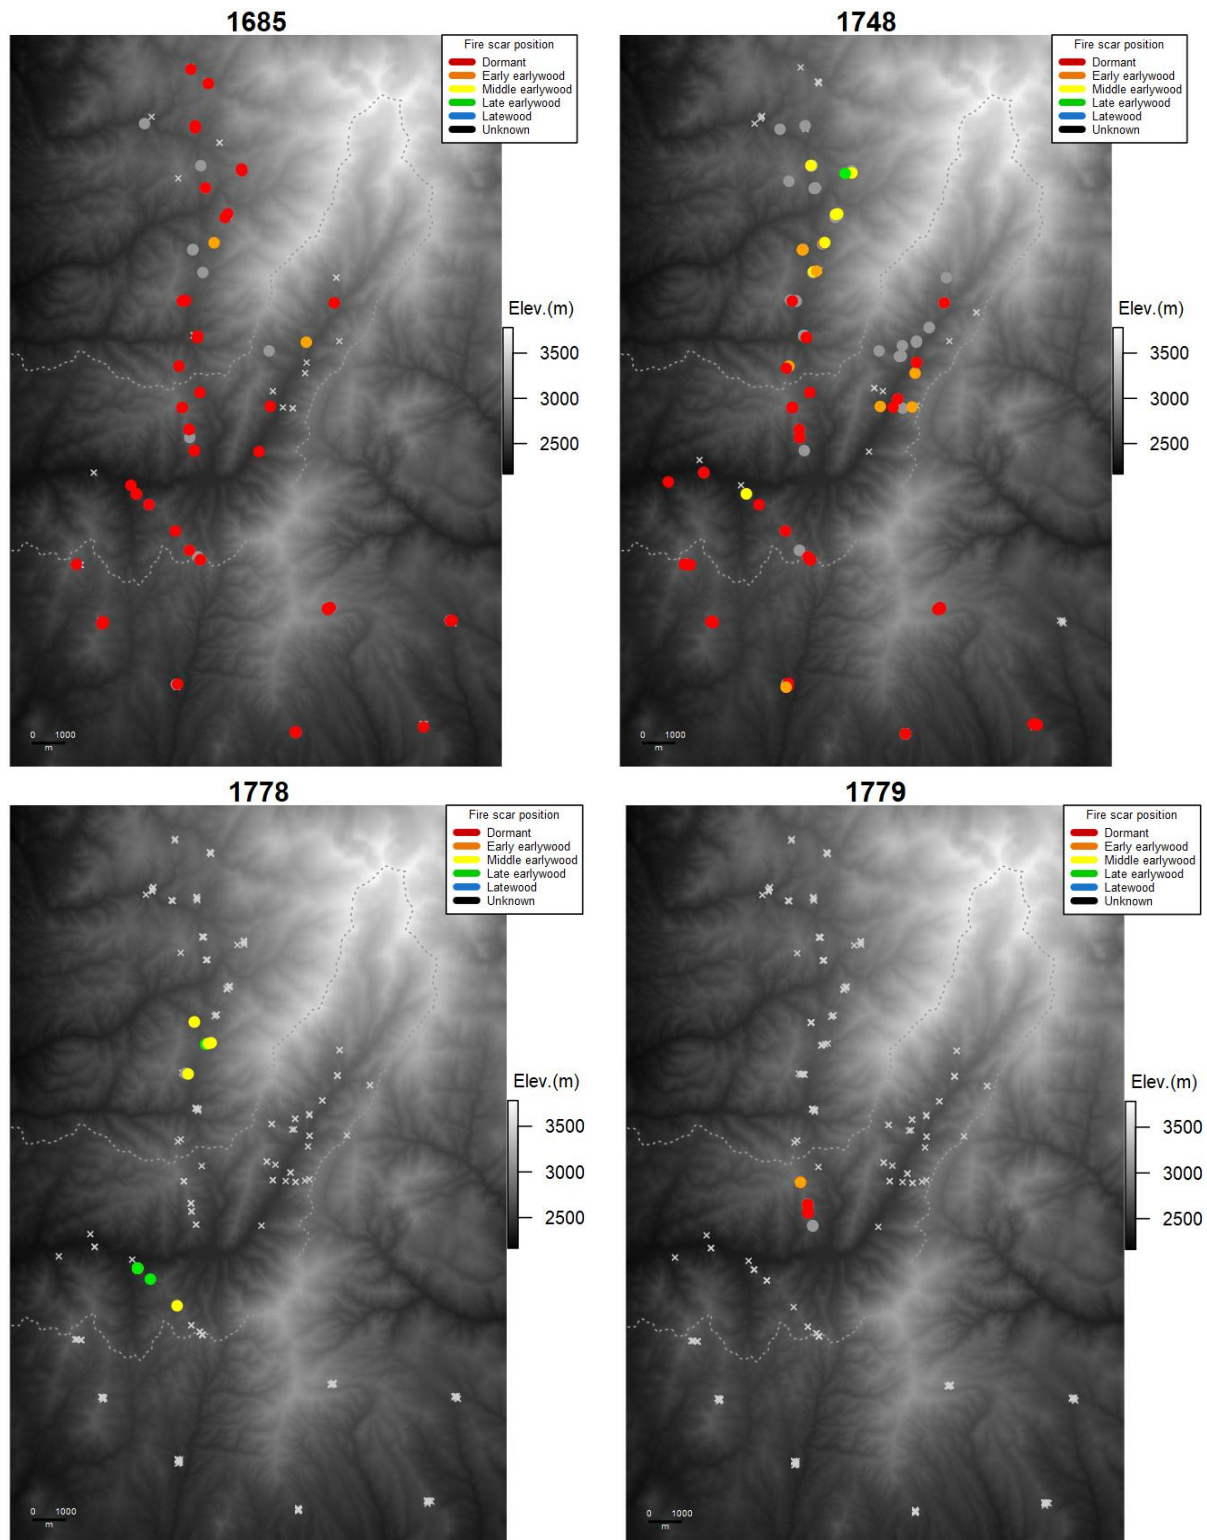 1685
Fire scar position
Dormant
Early earlywood
Middle earlywood
Late earlywood
Latewood
Unknown
Elev.(m)
3500
3000
2500
0 1000
m
1748
Fire scar position
Dormant
Early earlywood
Middle earlywood
Late earlywood
Latewood
Unknown
Elev.(m)
3500
3000
2500
0 1000
m
1778
Fire scar position
Dormant
Early earlywood
Middle earlywood
Late earlywood
Latewood
Unknown
Elev.(m)
3500
3000
2500
0 1000
m
1779
Fire scar position
Dormant
Early earlywood
Middle earlywood
Late earlywood
Latewood
Unknown
Elev.(m)
3500
3000
2500
0 1000
m